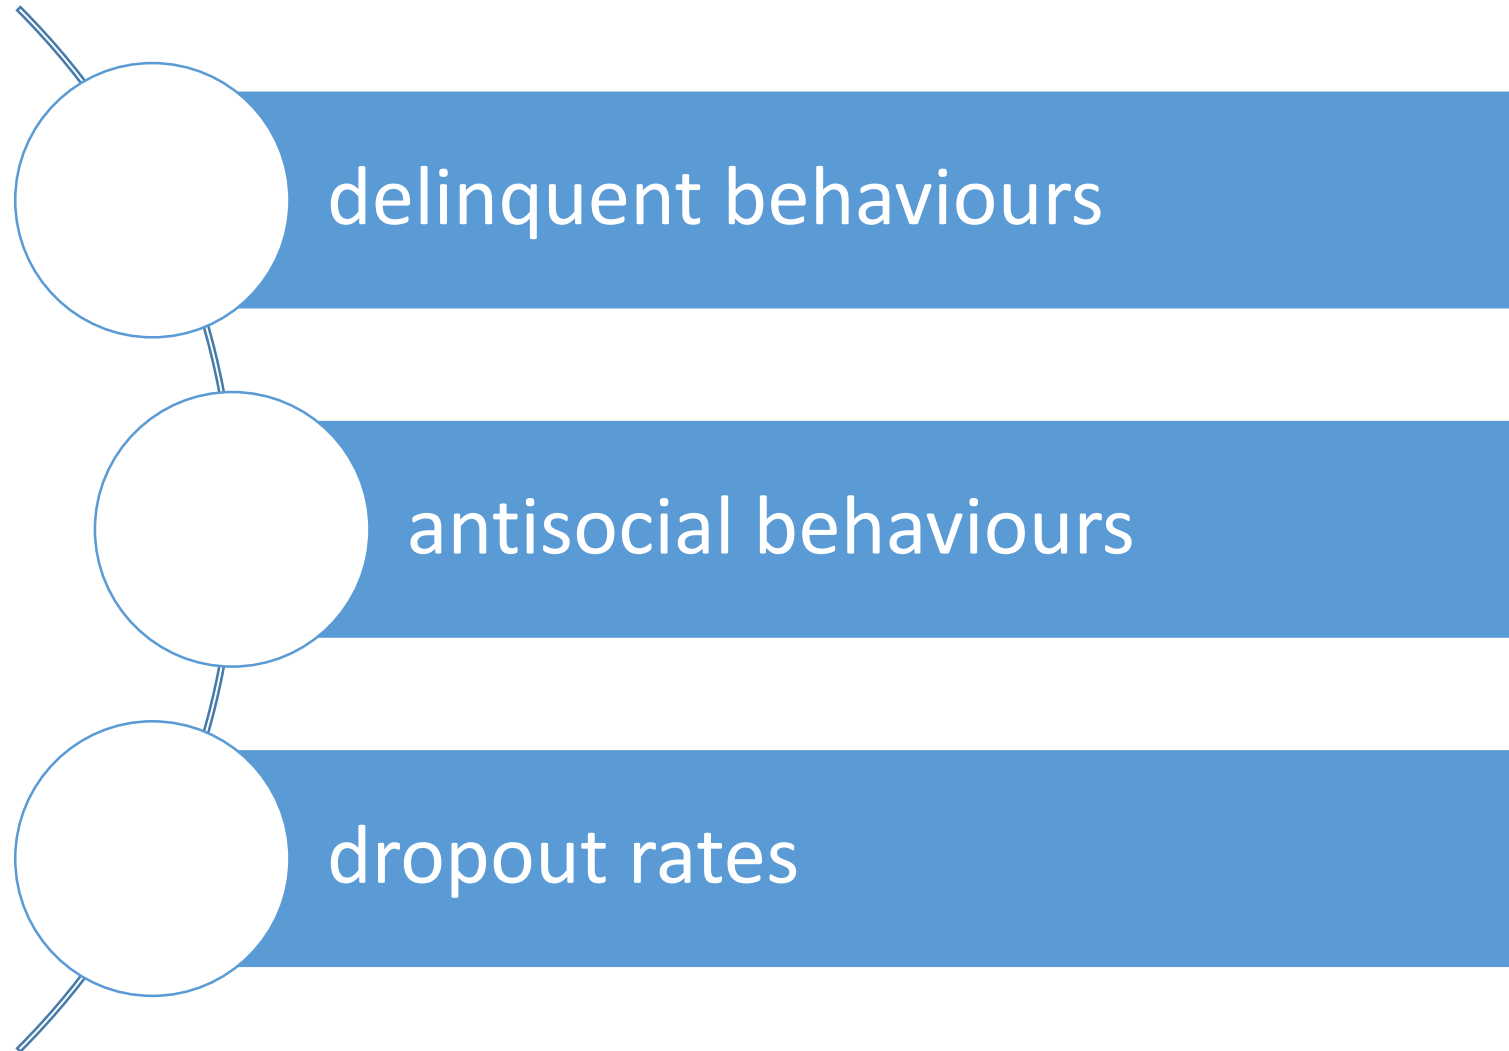 delinquent behaviours
antisocial behaviours
dropout rates